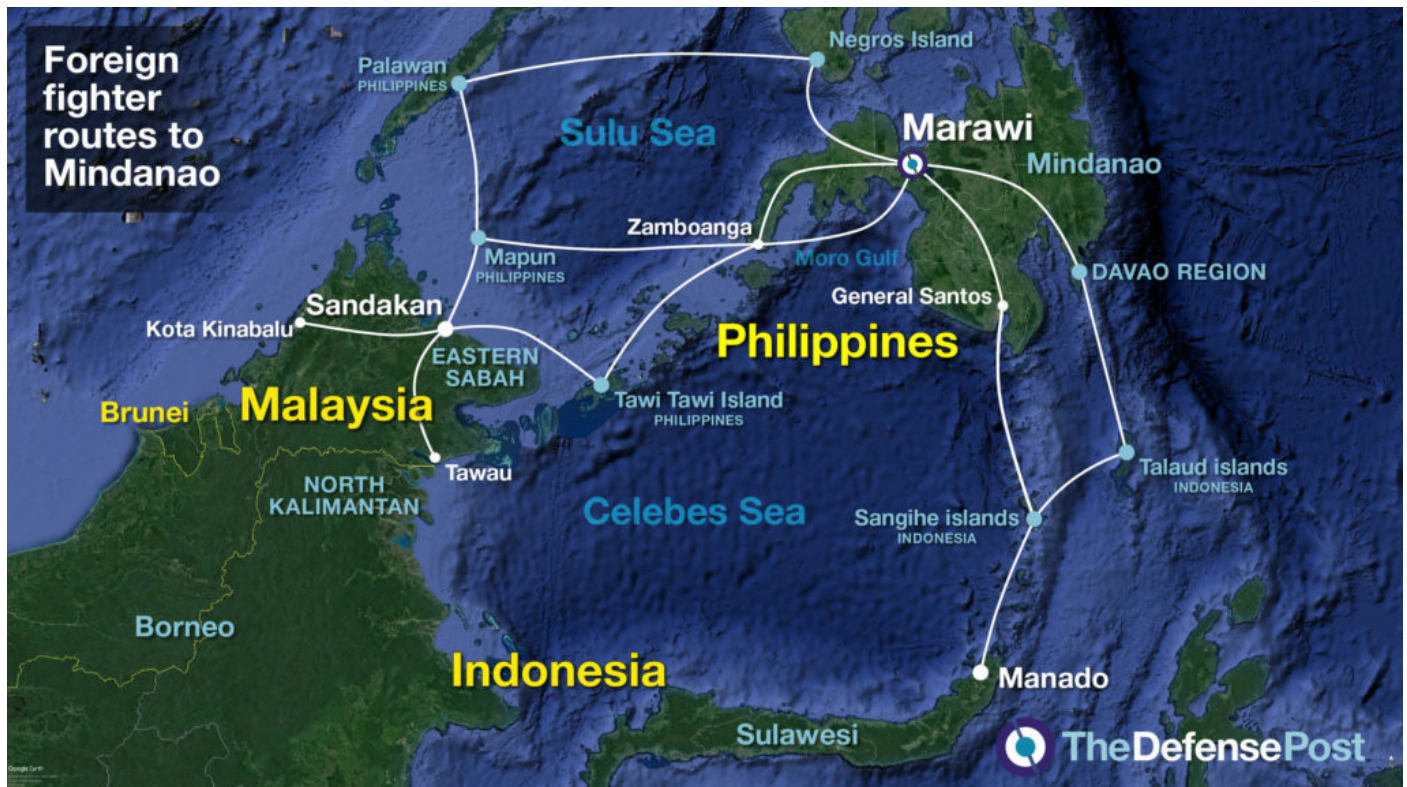 Foreign
fighter
routes to
Mindanao
Palawan
PHILIPPINES
Negros Island
Sulu Sea
Marawi
Mindanao
Zamboanga
Moro Gulf
Mapun
PHILIPPINES
DAVAO REGION
General Santos
Sandakan
Kota Kinabalu
Philippines
EASTERN
SABAH
Tawi Tawi Island
PHILIPPINES
Brunei
Malaysia
Tawau
Talaud islands
INDONESIA
NORTH
KALIMANTAN
Celebes Sea
Sangihe islands
INDONESIA
Borneo
Indonesia
Manado
Sulawesi
TheDefensePost
Google Earth